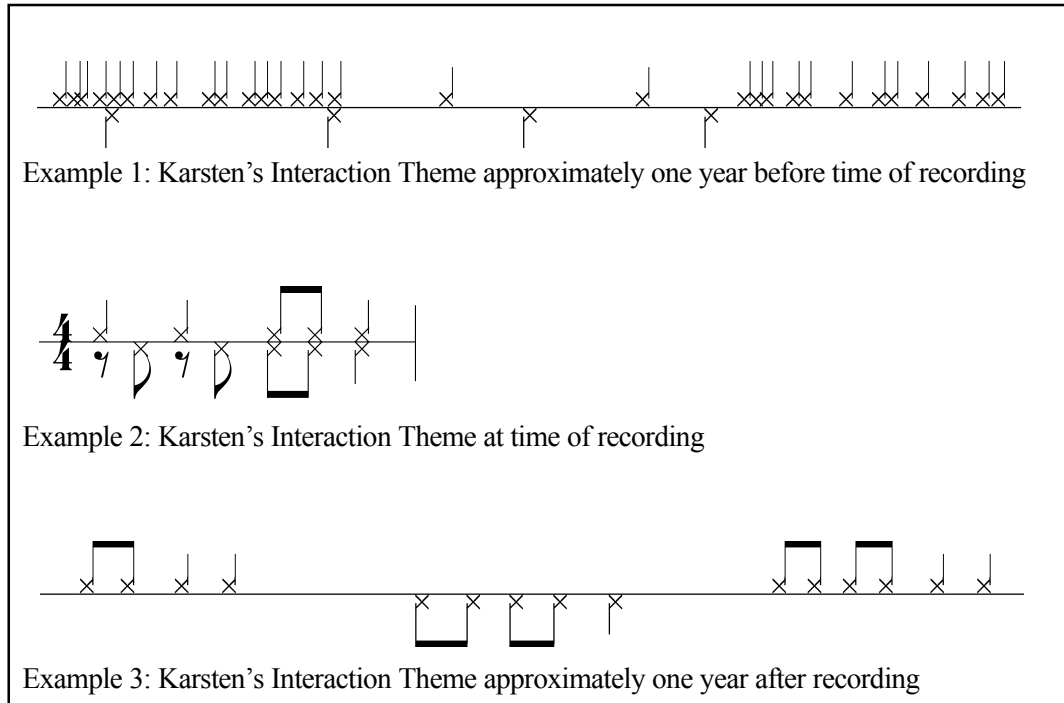 Example 1: Karsten’s Interaction Theme approximately one year before time of recording
4
4
Example 2: Karsten’s Interaction Theme at time of recording
Example 3: Karsten’s Interaction Theme approximately one year after recording